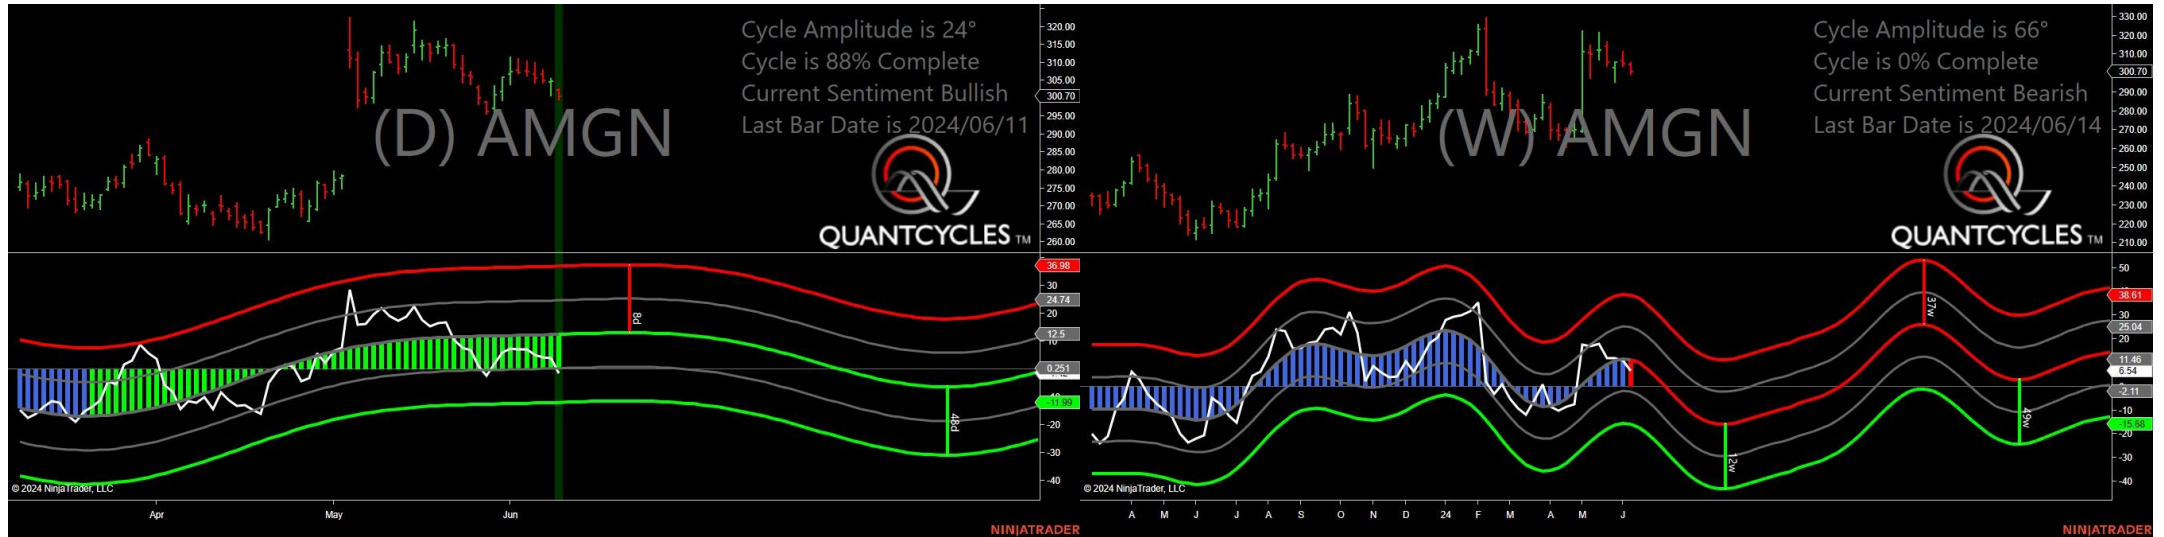 Cycle Amplitude is 24°
Cycle is 88% Complete
Current Sentiment Bullish
Last Bar Date is 2024/06/11
(D) AMGN
QUANTCYCLES TM
320.00
315.00
310.00
305.00
300.70
295.00
290.00
285.00
280.00
275.00
270.00
265.00
260.00
36.98
30
24.74
20
12.5
10
0.251
-11.99
-20
-30
-40
8d
48d
© 2024 NinjaTrader, LLC
Apr May Jun
NINJATRADER
Cycle Amplitude is 66°
Cycle is 0% Complete
Current Sentiment Bearish
Last Bar Date is 2024/06/14
(W) AMGN
QUANTCYCLES TM
330.00
320.00
310.00
300.70
290.00
280.00
270.00
260.00
250.00
240.00
230.00
220.00
210.00
50
38.61
30
25.04
20
11.46
6.54
-2.11
-10
-15.68
-20
-30
-40
12w
37w
49w
© 2024 NinjaTrader, LLC
A M J J A S O N D 24 F M A M J
NINJATRADER